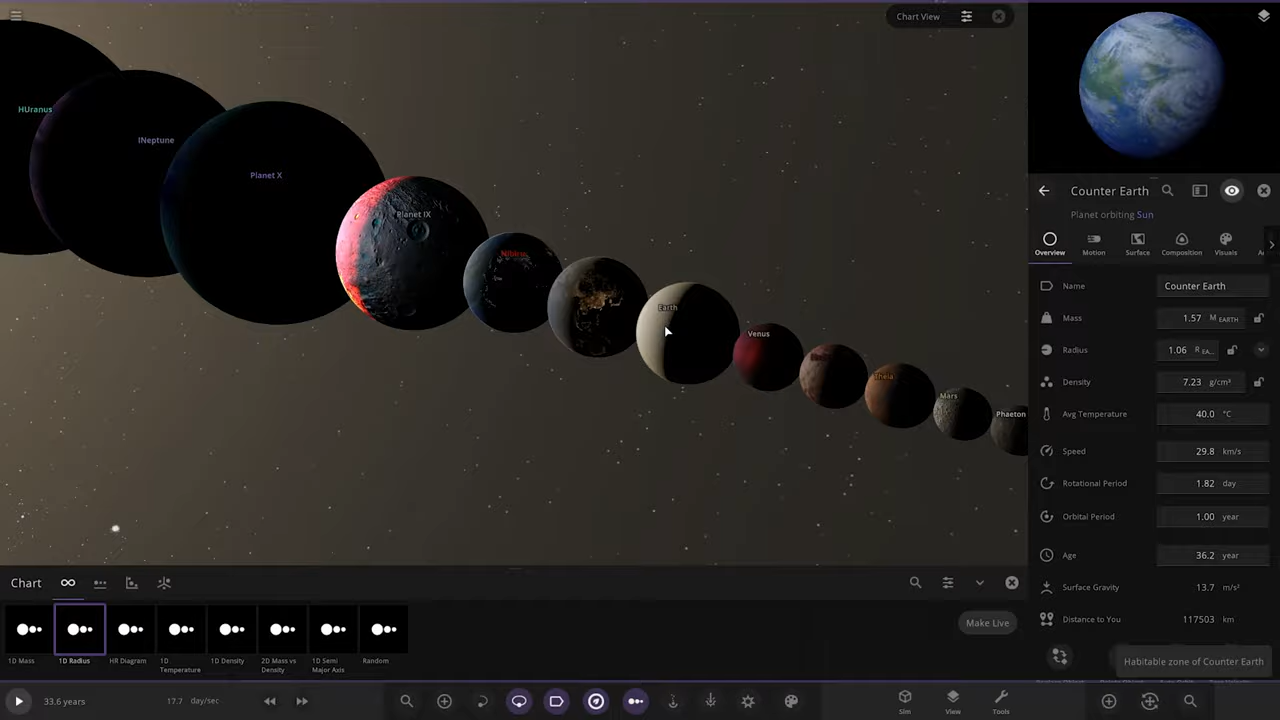 Chart View
HUranus
INeptune
Planet X
Planet IX
Nibiru
Earth
Venus
Theia
Mars
Phaeton
Counter Earth
Planet orbiting Sun
Overview
Motion
Surface
Composition
Visuals
Name
Counter Earth
Mass
1.57 M EARTH
Radius
1.06 R EA...
Density
7.23 g/cm³
Avg Temperature
40.0 °C
Speed
29.8 km/s
Rotational Period
1.82 day
Orbital Period
1.00 year
Age
36.2 year
Surface Gravity
13.7 m/s²
Distance to You
117503 km
Habitable zone of Counter Earth
Chart
Make Live
1D Mass
1D Radius
HR Diagram
1D Temperature
1D Density
2D Mass vs Density
1D Semi Major Axis
Random
33.6 years
17.7 day/sec
Sim
View
Tools